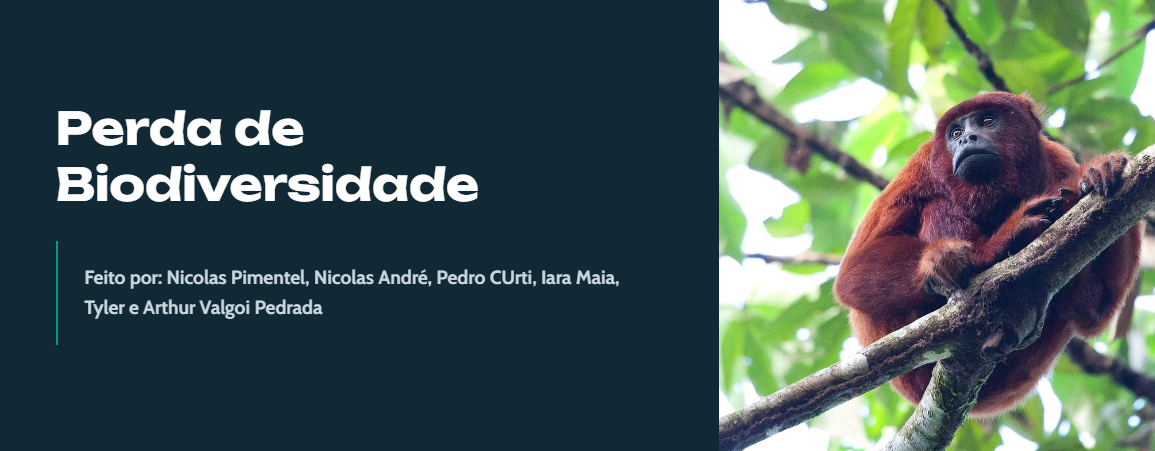 Perda de
Biodiversidade
Feito por: Nicolas Pimentel, Nicolas André, Pedro CUrti, Iara Maia,
Tyler e Arthur Valgoi Pedrada